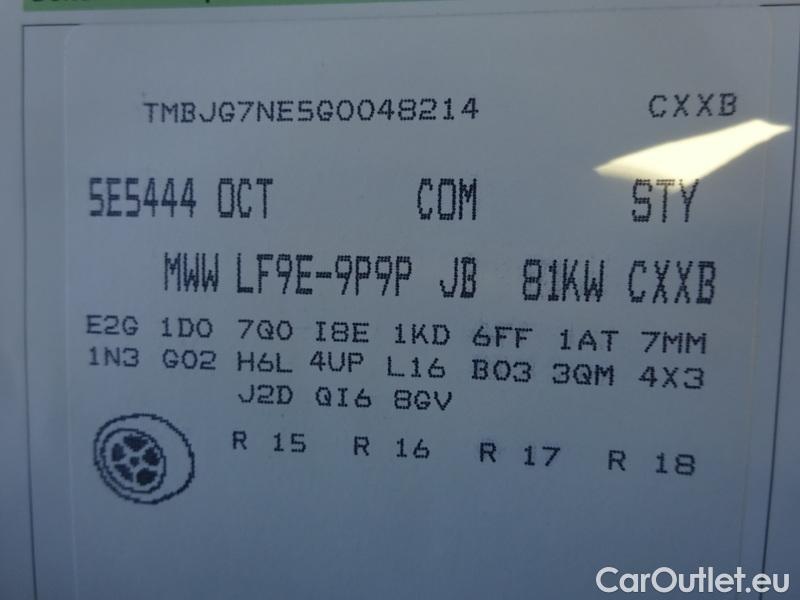 TMBJG7NE5G0048214 CXXB
5E5444 OCT COM STY
MWW LF9E-9P9P JB 81KW CXXB
E2G 1D0 7Q0 I8E 1KD 6FF 1AT 7MM
1N3 G02 H6L 4UP L16 B03 3QM 4X3
J2D QI6 8GV
R 15 R 16 R 17 R 18
CarOutlet.eu